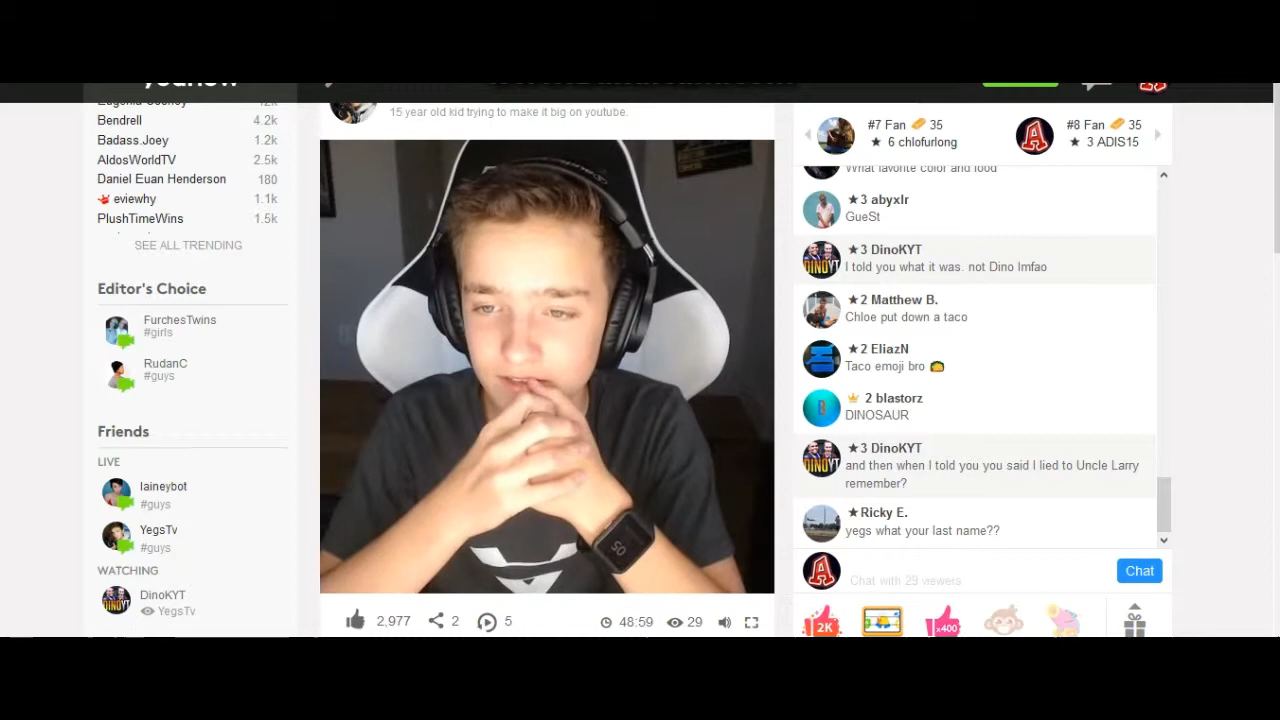 Bendrell 4.2k
Badass.Joey 1.2k
AldosWorldTV 2.5k
Daniel Euan Henderson 180
eviewhy 1.1k
PlushTimeWins 1.5k
SEE ALL TRENDING
Editor's Choice
FurchesTwins
#girls
RudanC
#guys
Friends
LIVE
laineybot
#guys
YegsTv
#guys
WATCHING
DinoKYT
YegsTv
15 year old kid trying to make it big on youtube.
05
2,977 2 5 48:59 29
#7 Fan 35
★ 6 chlofurlong
#8 Fan 35
★ 3 ADIS15
What favorite color and food
★3 abyxlr
GueSt
★3 DinoKYT
I told you what it was. not Dino lmfao
★2 Matthew B.
Chloe put down a taco
★2 EliazN
Taco emoji bro 🌮
2 blastorz
DINOSAUR
★3 DinoKYT
and then when I told you you said I lied to Uncle Larry
remember?
★Ricky E.
yegs what your last name??
Chat with 29 viewers
Chat
2K
x400